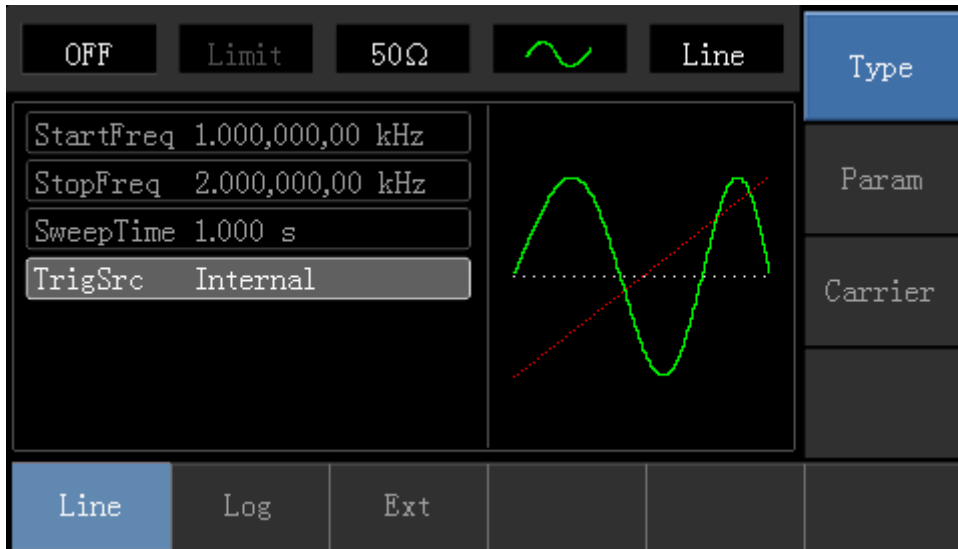 OFF Limit 50Ω Line
Type
StartFreq 1.000,000,00 kHz
StopFreq 2.000,000,00 kHz
SweepTime 1.000 s
TrigSrc Internal
Param
Carrier
Line Log Ext